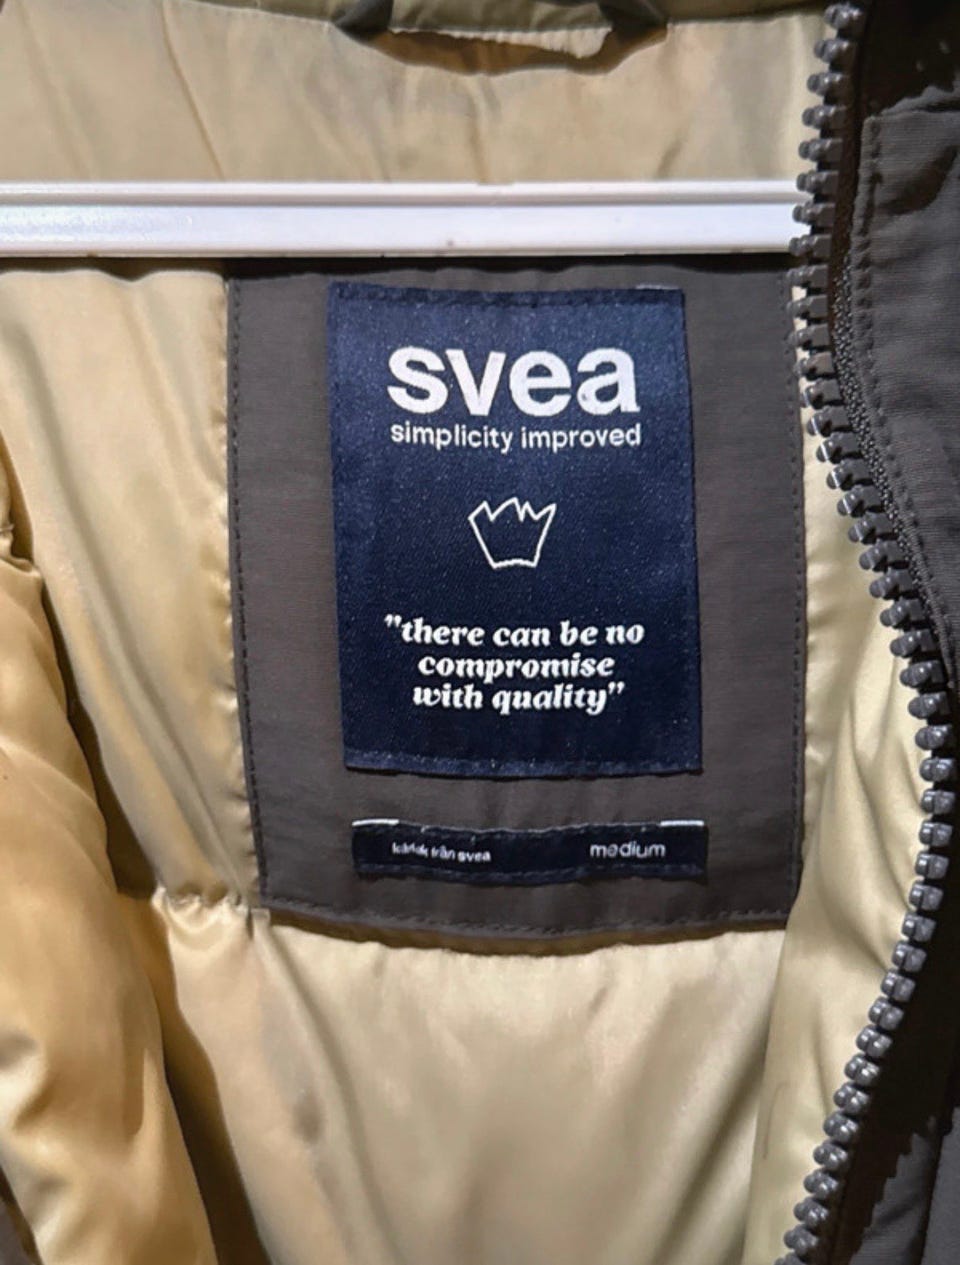 svea
simplicity improved
"there can be no
compromise
with quality"
från svea
medium